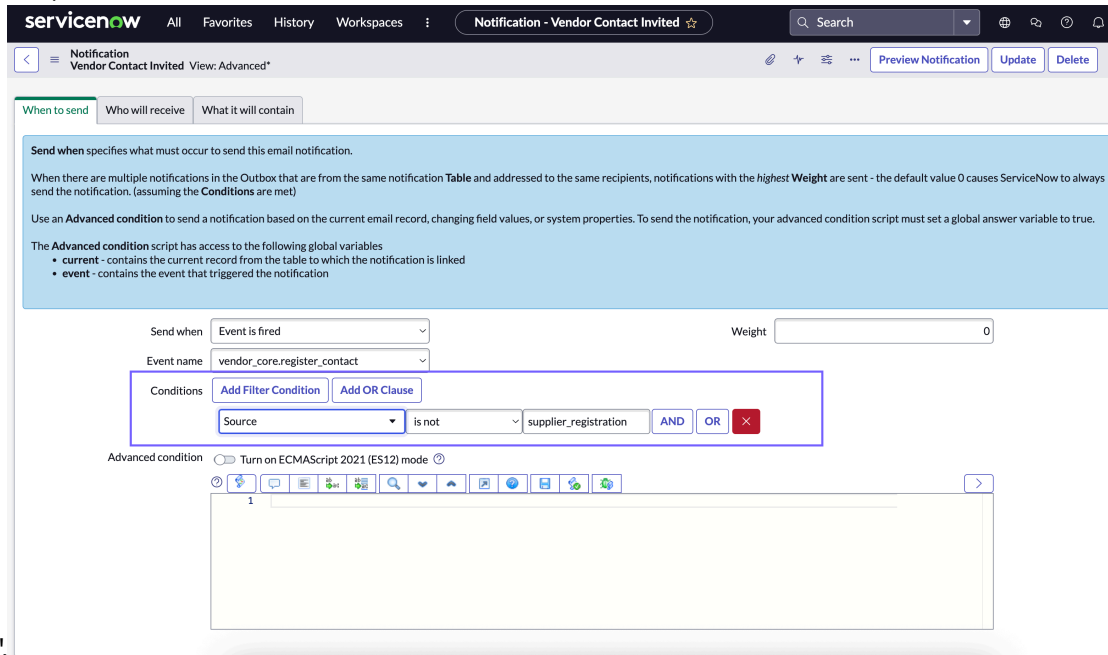 servicenow All Favorites History Workspaces Notification - Vendor Contact Invited Search
Notification
Vendor Contact Invited View: Advanced*
Preview Notification Update Delete
When to send Who will receive What it will contain
Send when specifies what must occur to send this email notification.
When there are multiple notifications in the Outbox that are from the same notification Table and addressed to the same recipients, notifications with the highest Weight are sent - the default value 0 causes ServiceNow to always
send the notification. (assuming the Conditions are met)
Use an Advanced condition to send a notification based on the current email record, changing field values, or system properties. To send the notification, your advanced condition script must set a global answer variable to true.
The Advanced condition script has access to the following global variables
• current - contains the current record from the table to which the notification is linked
• event - contains the event that triggered the notification
Send when Event is fired Weight 0
Event name vendor_core.register_contact
Conditions Add Filter Condition Add OR Clause
Source is not supplier_registration AND OR
Advanced condition Turn on ECMAScript 2021 (ES12) mode
1